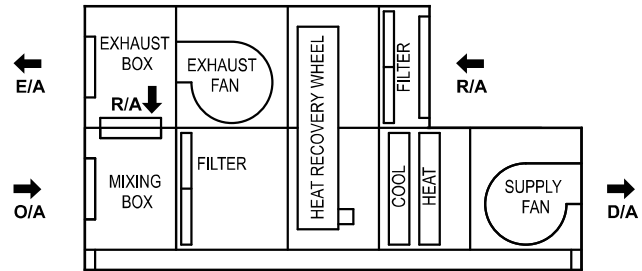 EXHAUST
BOX
E/A
R/A
EXHAUST
FAN
HEAT RECOVERY WHEEL
FILTER
R/A
O/A
MIXING
BOX
FILTER
COOL
HEAT
SUPPLY
FAN
D/A